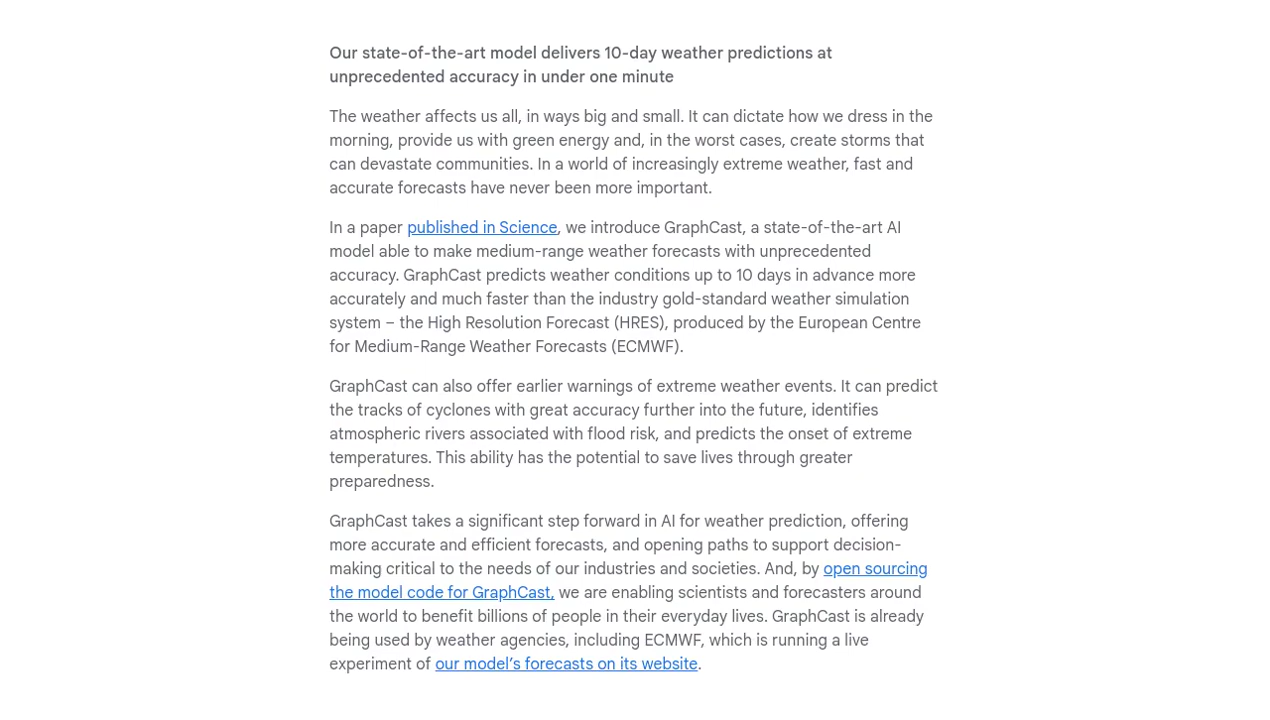 Our state-of-the-art model delivers 10-day weather predictions at
unprecedented accuracy in under one minute
The weather affects us all, in ways big and small. It can dictate how we dress in the
morning, provide us with green energy and, in the worst cases, create storms that
can devastate communities. In a world of increasingly extreme weather, fast and
accurate forecasts have never been more important.
In a paper published in Science, we introduce GraphCast, a state-of-the-art AI
model able to make medium-range weather forecasts with unprecedented
accuracy. GraphCast predicts weather conditions up to 10 days in advance more
accurately and much faster than the industry gold-standard weather simulation
system – the High Resolution Forecast (HRES), produced by the European Centre
for Medium-Range Weather Forecasts (ECMWF).
GraphCast can also offer earlier warnings of extreme weather events. It can predict
the tracks of cyclones with great accuracy further into the future, identifies
atmospheric rivers associated with flood risk, and predicts the onset of extreme
temperatures. This ability has the potential to save lives through greater
preparedness.
GraphCast takes a significant step forward in AI for weather prediction, offering
more accurate and efficient forecasts, and opening paths to support decision-
making critical to the needs of our industries and societies. And, by open sourcing
the model code for GraphCast, we are enabling scientists and forecasters around
the world to benefit billions of people in their everyday lives. GraphCast is already
being used by weather agencies, including ECMWF, which is running a live
experiment of our model’s forecasts on its website.